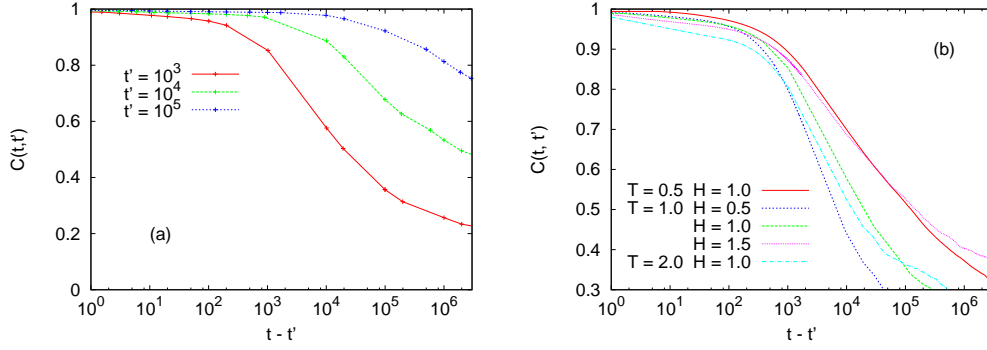 1
0.8
0.6
0.4
0.2
0
C(t,t')
t' = 10^3
t' = 10^4
t' = 10^5
(a)
10^0 10^1 10^2 10^3 10^4 10^5 10^6
t - t'
1
0.9
0.8
0.7
0.6
0.5
0.4
0.3
C(t, t')
(b)
T = 0.5 H = 1.0
T = 1.0 H = 0.5
H = 1.0
H = 1.5
T = 2.0 H = 1.0
10^0 10^1 10^2 10^3 10^4 10^5 10^6
t - t'